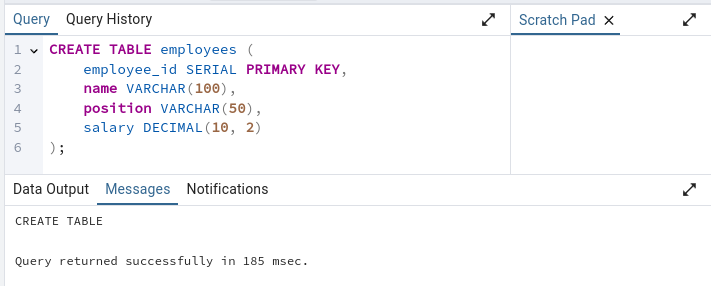 Query Query History
Scratch Pad
1 CREATE TABLE employees (
2 employee_id SERIAL PRIMARY KEY,
3 name VARCHAR(100),
4 position VARCHAR(50),
5 salary DECIMAL(10, 2)
6 );
Data Output Messages Notifications
CREATE TABLE
Query returned successfully in 185 msec.